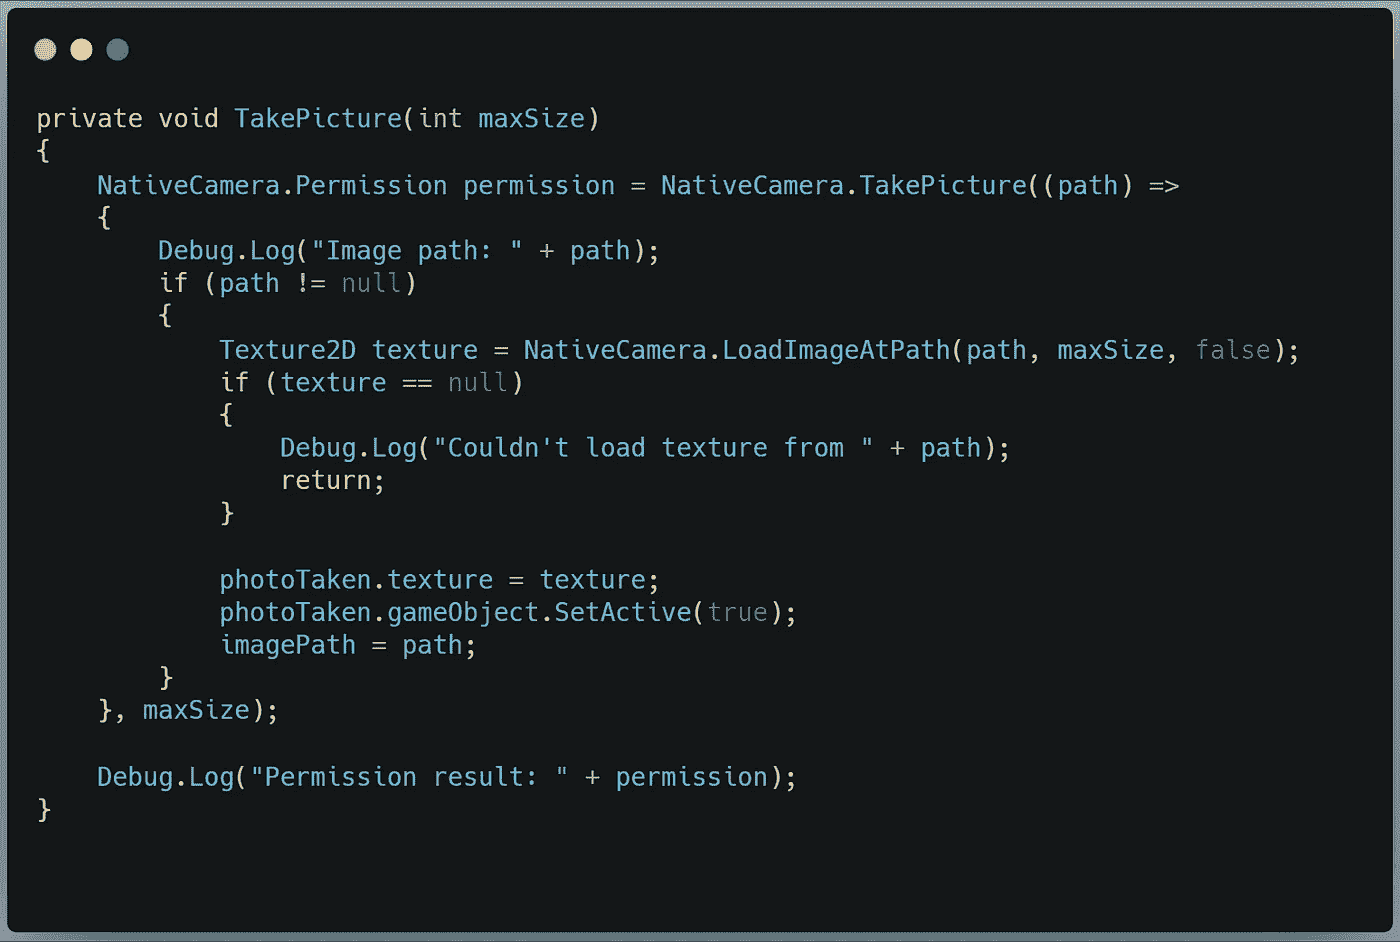 private void TakePicture(int maxSize)
{
    NativeCamera.Permission permission = NativeCamera.TakePicture((path) =>
    {
        Debug.Log("Image path: " + path);
        if (path != null)
        {
            Texture2D texture = NativeCamera.LoadImageAtPath(path, maxSize, false);
            if (texture == null)
            {
                Debug.Log("Couldn't load texture from " + path);
                return;
            }

            photoTaken.texture = texture;
            photoTaken.gameObject.SetActive(true);
            imagePath = path;
        }
    }, maxSize);

    Debug.Log("Permission result: " + permission);
}